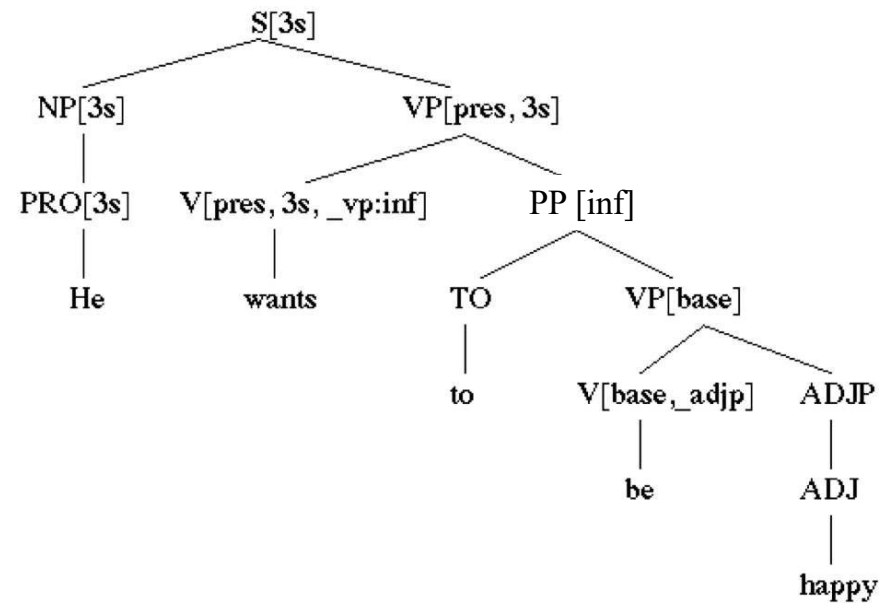 S[3s]
NP[3s] VP[pres, 3s]
PRO[3s] V[pres, 3s, _vp:inf] PP [inf]
He wants TO VP[base]
to V[base,_adjp] ADJP
be ADJ
happy